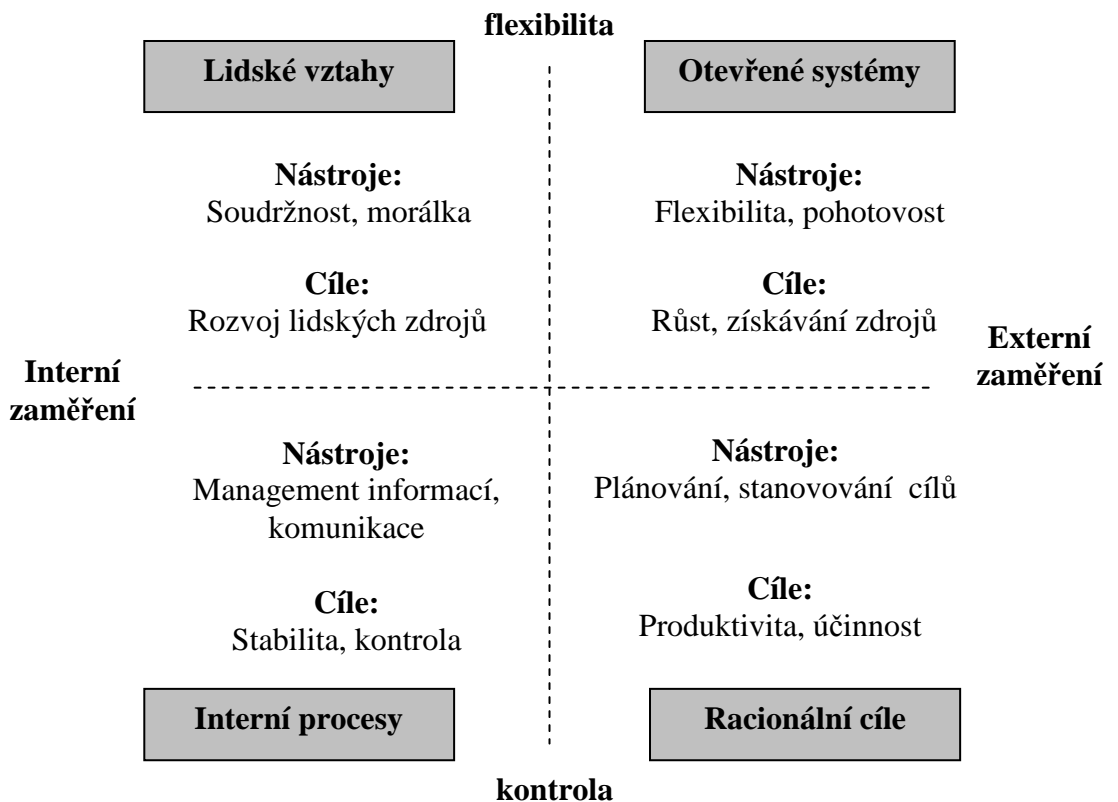 flexibilita
Lidské vztahy
Otevřené systémy
Nástroje:
Soudržnost, morálka
Nástroje:
Flexibilita, pohotovost
Cíle:
Rozvoj lidských zdrojů
Cíle:
Růst, získávání zdrojů
Interní
zaměření
Externí
zaměření
Nástroje:
Management informací,
komunikace
Nástroje:
Plánování, stanovování  cílů
Cíle:
Stabilita, kontrola
Cíle:
Produktivita, účinnost
Interní procesy
Racionální cíle
kontrola